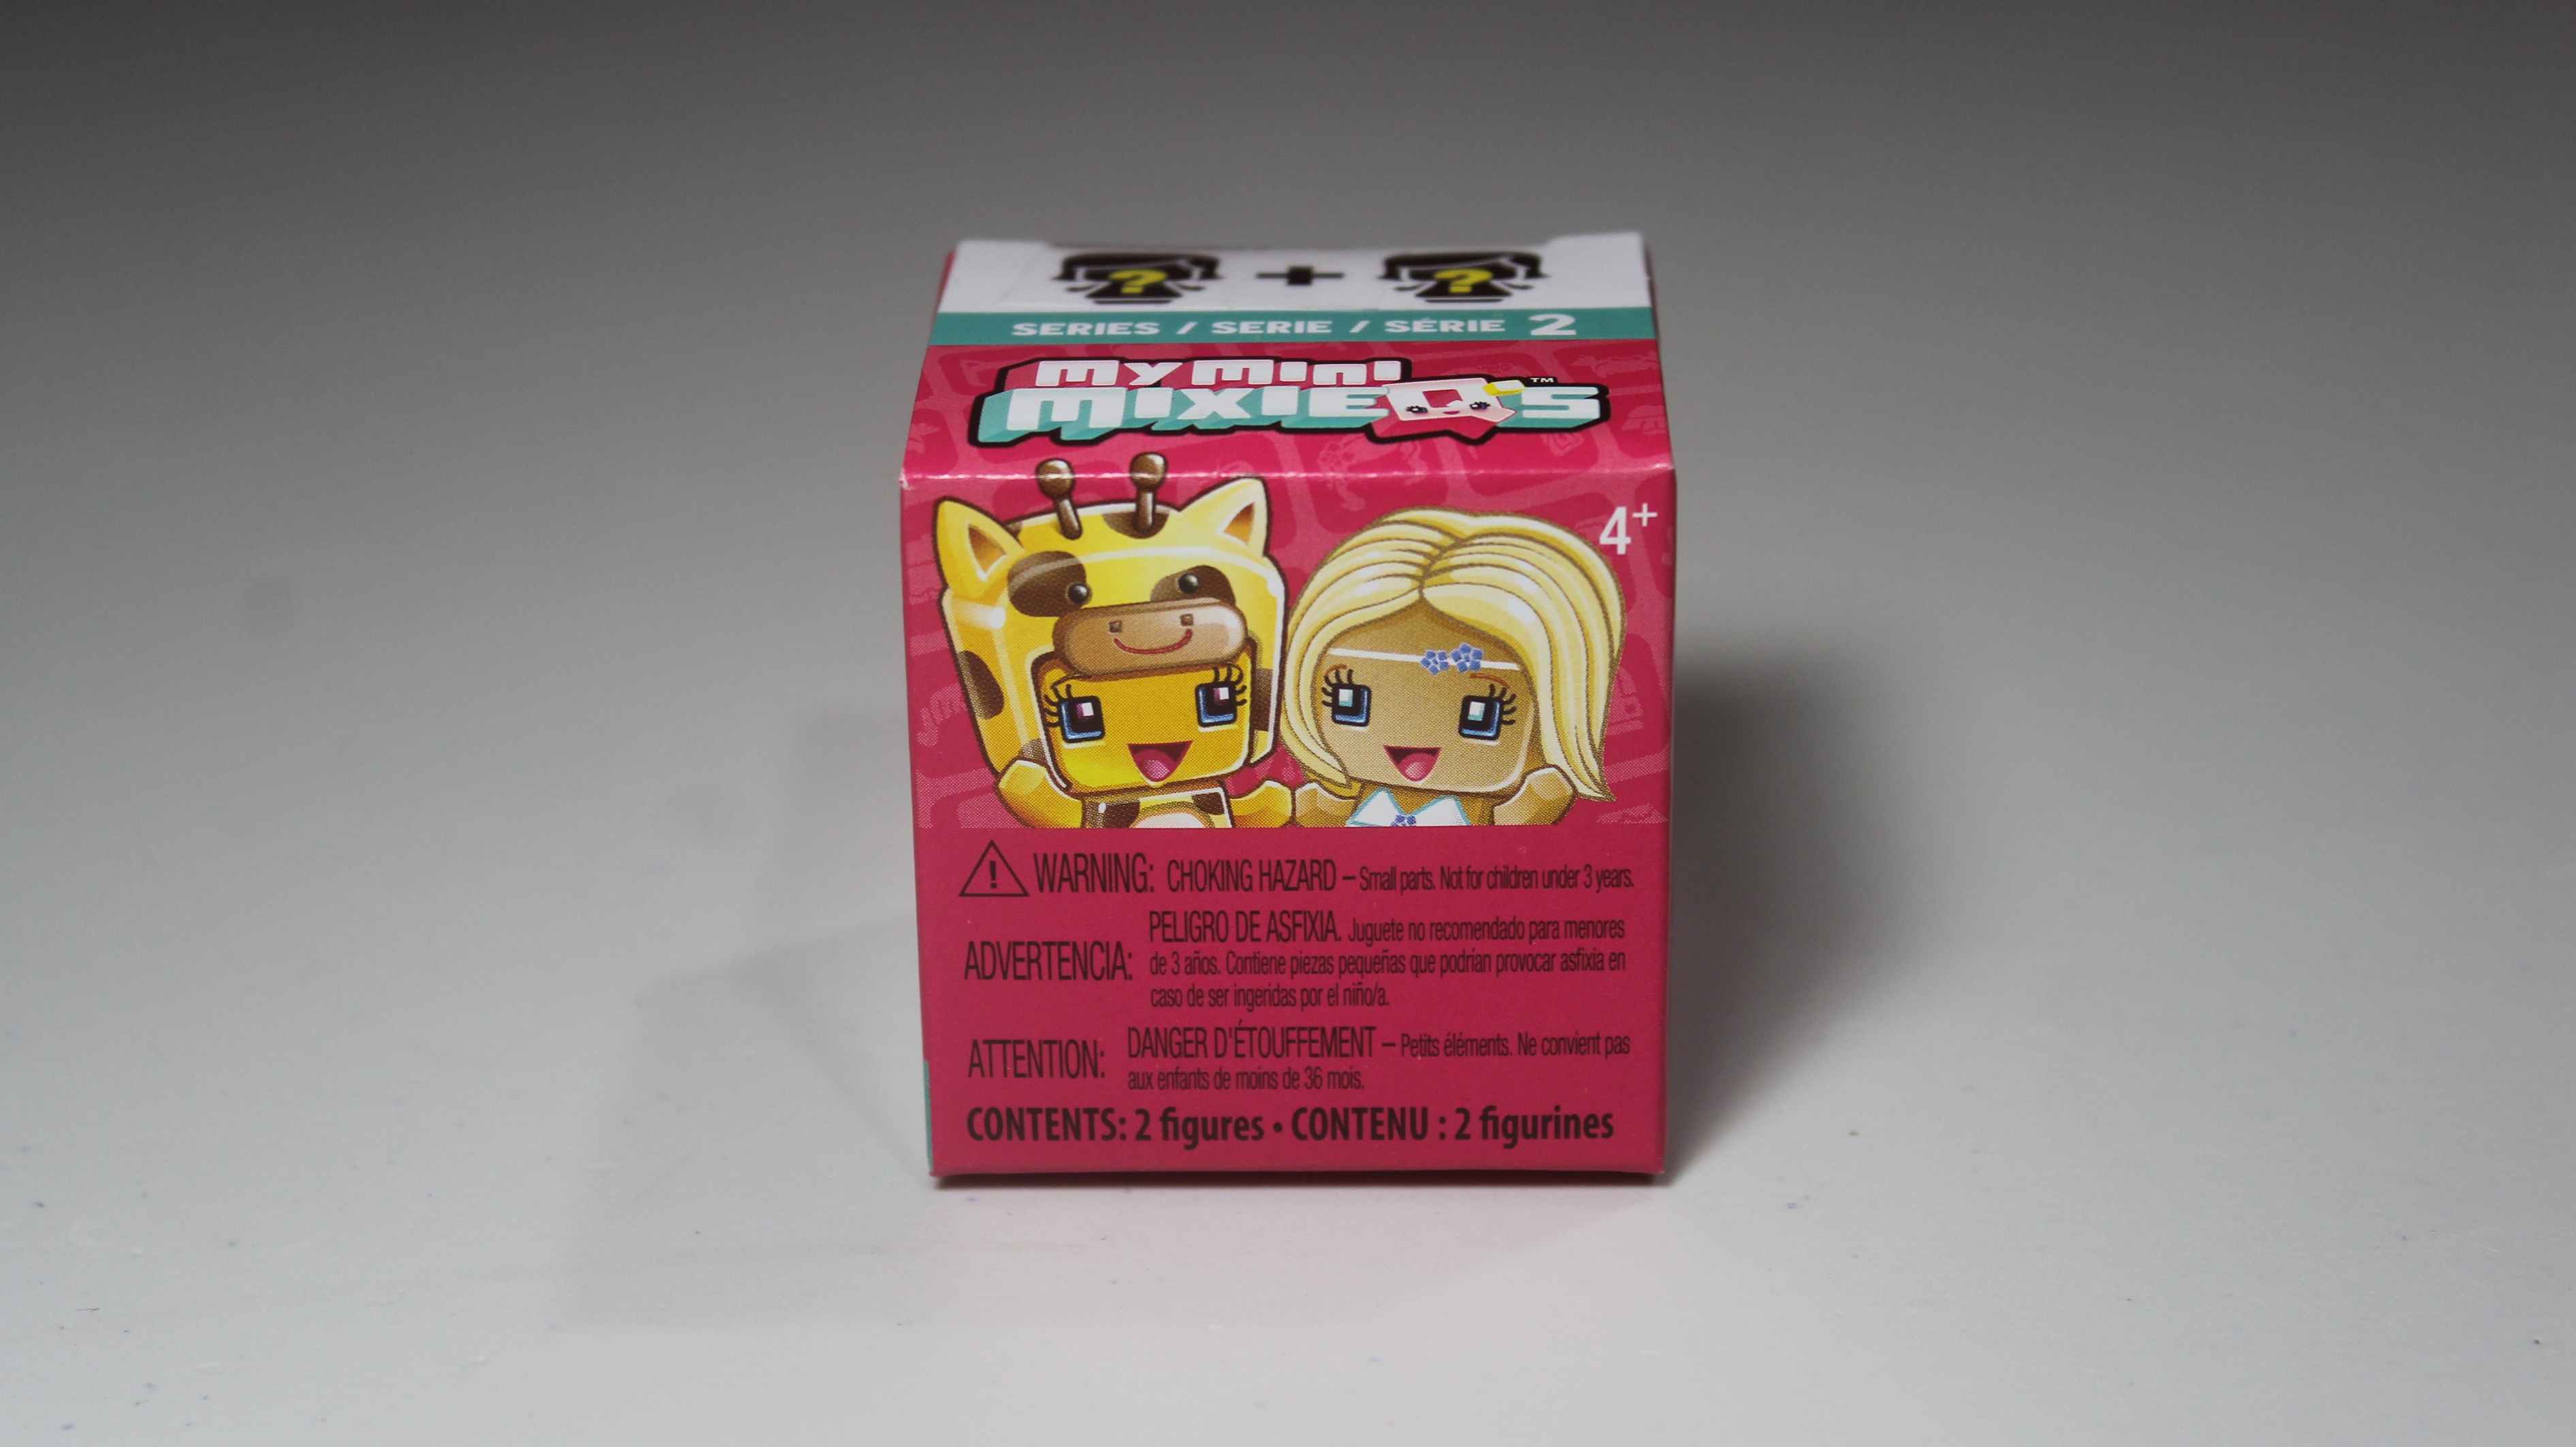 ? + ?
SERIES / SERIE / SÉRIE 2
My Mini
MixieQ's™
4+
WARNING: CHOKING HAZARD – Small parts. Not for children under 3 years.
ADVERTENCIA: PELIGRO DE ASFIXIA. Juguete no recomendado para menores
de 3 años. Contiene piezas pequeñas que podrían provocar asfixia en
caso de ser ingeridas por el niño/a.
ATTENTION: DANGER D'ÉTOUFFEMENT – Petits éléments. Ne convient pas
aux enfants de moins de 36 mois.
CONTENTS: 2 figures • CONTENU : 2 figurines